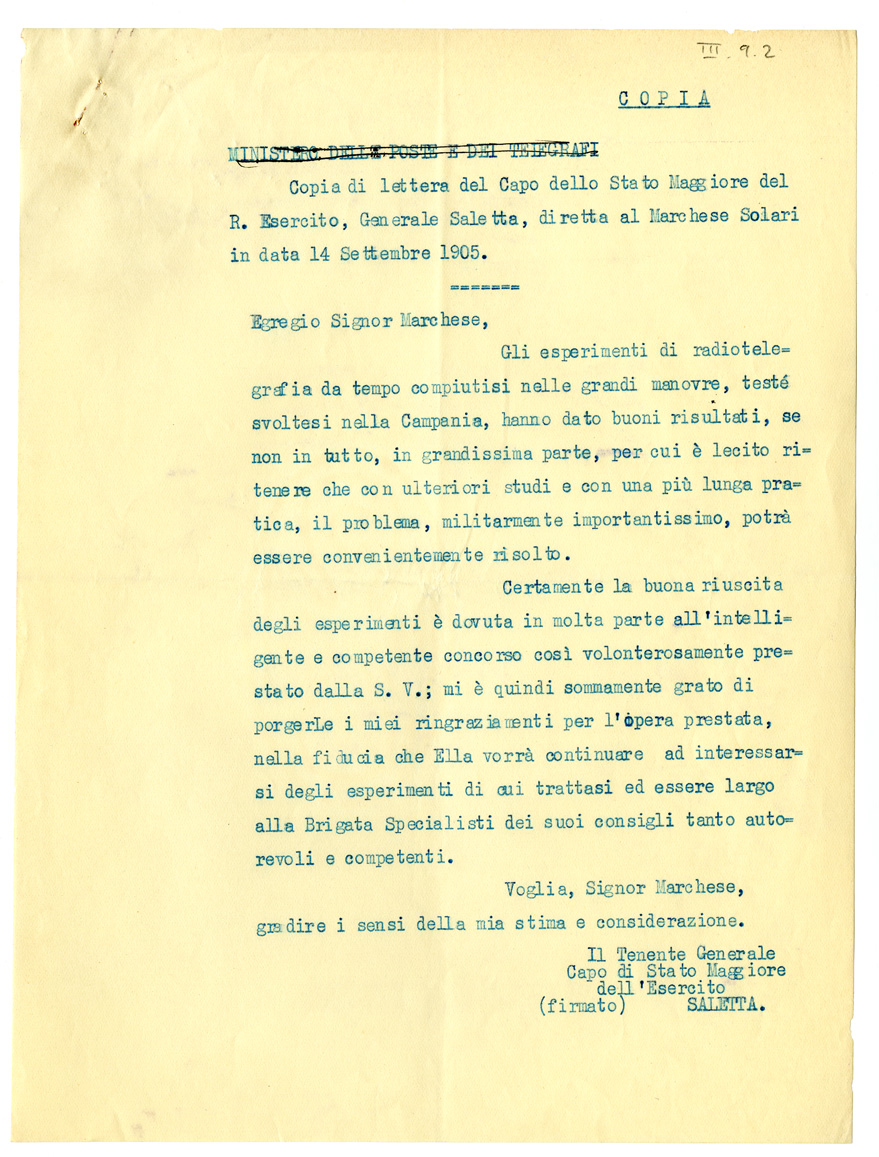 III. 9.2
COPIA
MINISTERO DELLE POSTE E DEI TELEGRAFI
Copia di lettera del Capo dello Stato Maggiore del
R. Esercito, Generale Saletta, diretta al Marchese Solari
in data 14 Settembre 1905.
=======
Egregio Signor Marchese,
Gli esperimenti di radiotele=
grafia da tempo compiutisi nelle grandi manovre, testé
svoltesi nella Campania, hanno dato buoni risultati, se
non in tutto, in grandissima parte, per cui è lecito ri=
tenere che con ulteriori studi e con una più lunga pra=
tica, il problema, militarmente importantissimo, potrà
essere convenientemente risolto.
Certamente la buona riuscita
degli esperimenti è dovuta in molta parte all'intelli=
gente e competente concorso così volonterosamente pre=
stato dalla S. V.; mi è quindi sommamente grato di
porgerLe i miei ringraziamenti per l'opera prestata,
nella fiducia che Ella vorrà continuare ad interessar=
si degli esperimenti di cui trattasi ed essere largo
alla Brigata Specialisti dei suoi consigli tanto auto=
revoli e competenti.
Voglia, Signor Marchese,
gradire i sensi della mia stima e considerazione.
Il Tenente Generale
Capo di Stato Maggiore
dell'Esercito
(firmato) SALETTA.